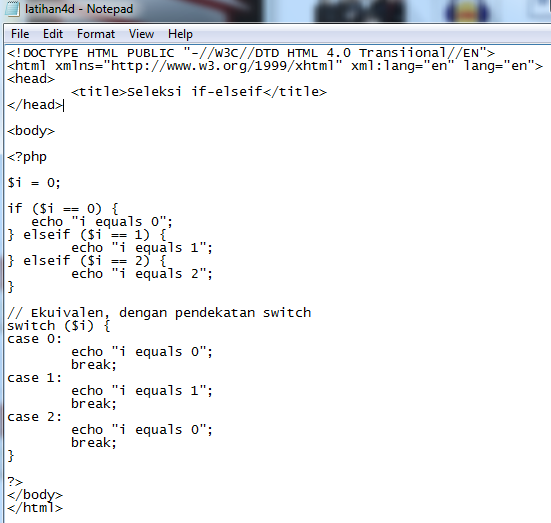 latihan4d - Notepad
File Edit Format View Help
<!DOCTYPE HTML PUBLIC "-//W3C//DTD HTML 4.0 Transiional//EN">
<html xmlns="http://www.w3.org/1999/xhtml" xml:lang="en" lang="en">
<head>
        <title>Seleksi if-elseif</title>
</head>

<body>

<?php

$i = 0;

if ($i == 0) {
   echo "i equals 0";
} elseif ($i == 1) {
        echo "i equals 1";
} elseif ($i == 2) {
        echo "i equals 2";
}

// Ekuivalen, dengan pendekatan switch
switch ($i) {
case 0:
        echo "i equals 0";
        break;
case 1:
        echo "i equals 1";
        break;
case 2:
        echo "i equals 0";
        break;
}

?>
</body>
</html>